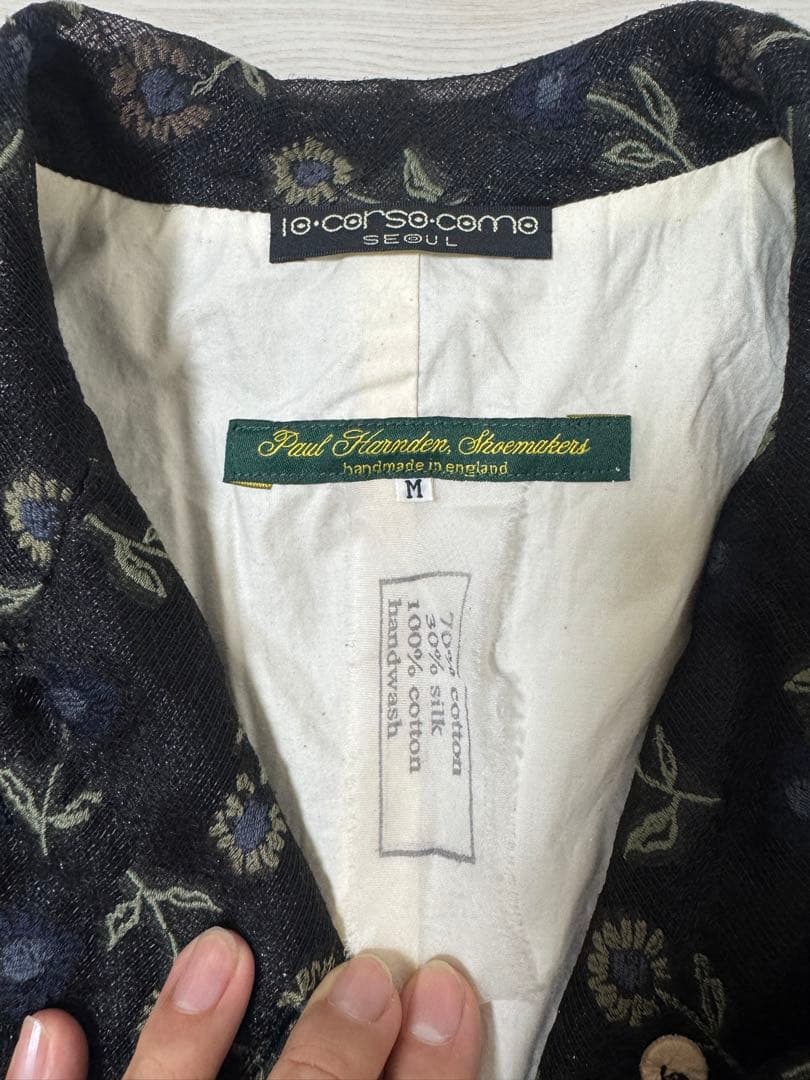 10·corso·como
SEOUL
Paul Harnden, Shoemakers
handmade in england
M
70% cotton
30% silk
100% cotton
handwash